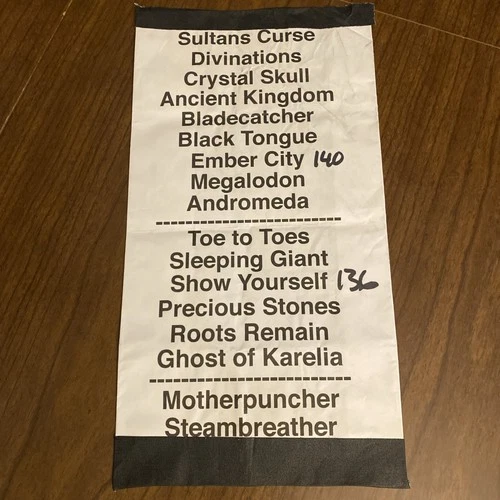 Sultans Curse
Divinations
Crystal Skull
Ancient Kingdom
Bladecatcher
Black Tongue
Ember City 140
Megalodon
Andromeda
--------------------------
Toe to Toes
Sleeping Giant
Show Yourself 136
Precious Stones
Roots Remain
Ghost of Karelia
----------------------------
Motherpuncher
Steambreather